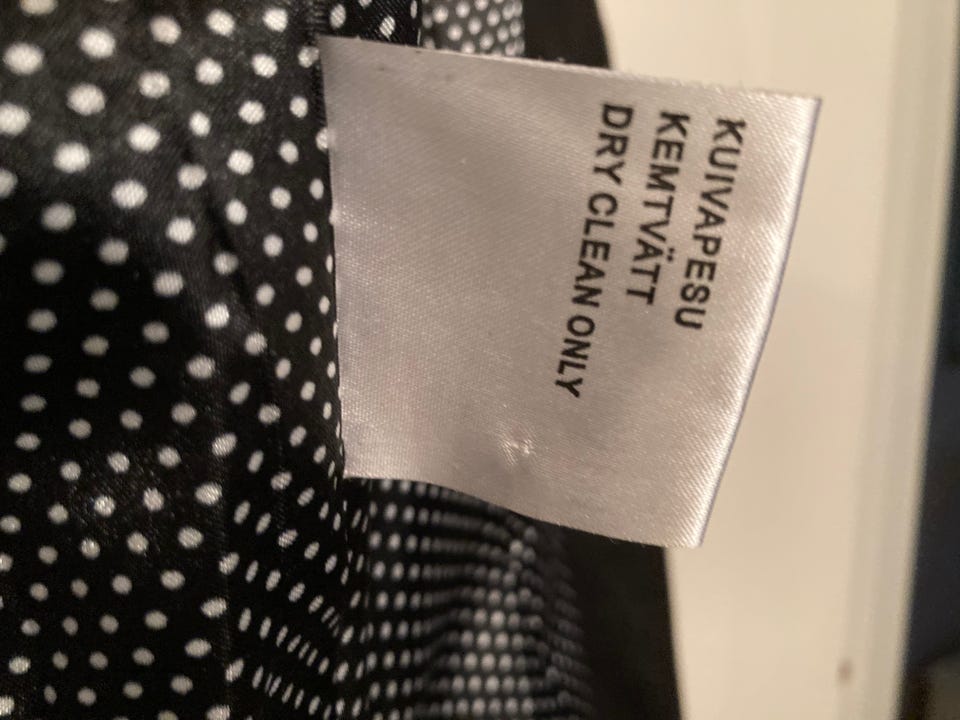 KUIVAPESU
KEMTVÄTT
DRY CLEAN ONLY